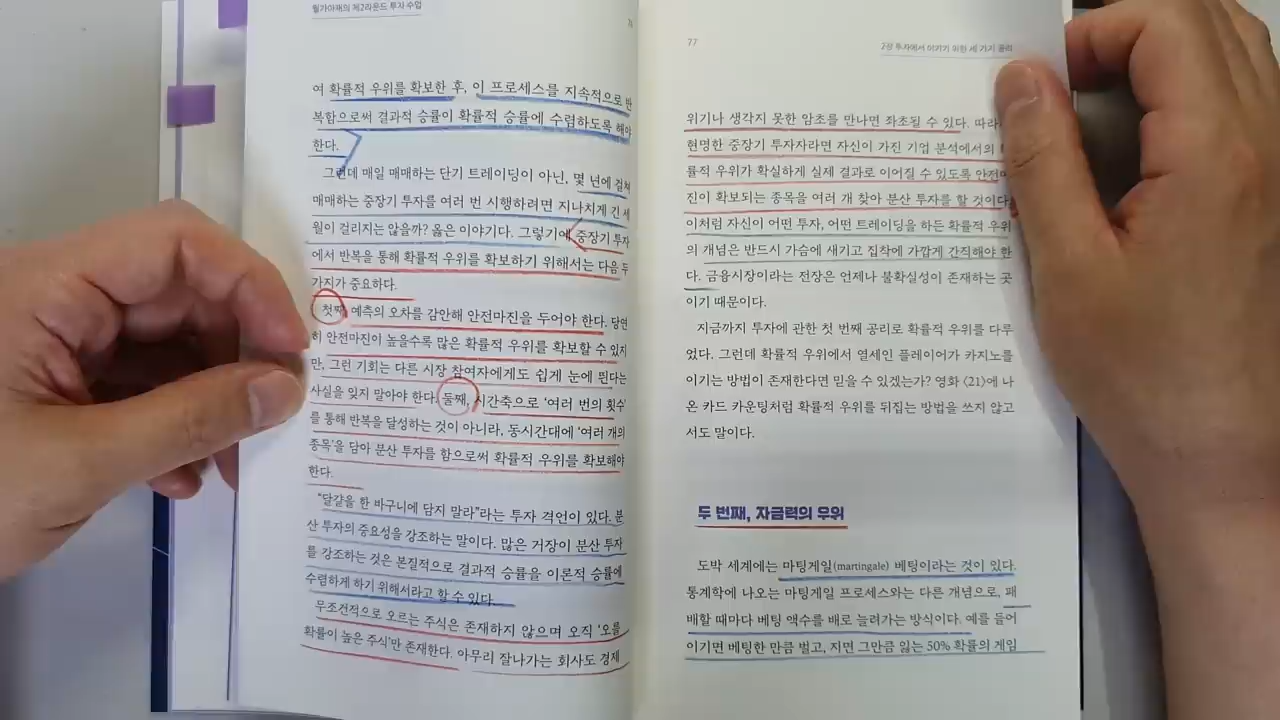 월가아재의 제2라운드 투자 수업
여 확률적 우위를 확보한 후, 이 프로세스를 지속적으로 반
복함으로써 결과적 승률이 확률적 승률에 수렴하도록 해야
한다.
그런데 매일 매매하는 단기 트레이딩이 아닌, 몇 년에 걸쳐
매매하는 중장기 투자를 여러 번 시행하려면 지나치게 긴 세
월이 걸리지는 않을까? 옳은 이야기다. 그렇기에 중장기 투자
에서 반복을 통해 확률적 우위를 확보하기 위해서는 다음 두
가지가 중요하다.
첫째, 예측의 오차를 감안해 안전마진을 두어야 한다. 당연
히 안전마진이 높을수록 많은 확률적 우위를 확보할 수 있지
만, 그런 기회는 다른 시장 참여자에게도 쉽게 눈에 띈다는
사실을 잊지 말아야 한다. 둘째, 시간축으로 '여러 번의 횟수'
를 통해 반복을 달성하는 것이 아니라, 동시간대에 '여러 개의
종목'을 담아 분산 투자를 함으로써 확률적 우위를 확보해야
한다.
"달걀을 한 바구니에 담지 말라"라는 투자 격언이 있다. 분
산 투자의 중요성을 강조하는 말이다. 많은 거장이 분산 투자
를 강조하는 것은 본질적으로 결과적 승률을 이론적 승률에
수렴하게 하기 위해서라고 할 수 있다.
무조건적으로 오르는 주식은 존재하지 않으며 오직 '오를
확률이 높은 주식'만 존재한다. 아무리 잘나가는 회사도 경제
77
2장 투자에서 이기기 위한 세 가지 공리
위기나 생각지 못한 암초를 만나면 좌초될 수 있다. 따라
현명한 중장기 투자자라면 자신이 가진 기업 분석에서의
률적 우위가 확실하게 실제 결과로 이어질 수 있도록 안전마
진이 확보되는 종목을 여러 개 찾아 분산 투자를 할 것이다.
이처럼 자신이 어떤 투자, 어떤 트레이딩을 하든 확률적 우위
의 개념은 반드시 가슴에 새기고 집착에 가깝게 간직해야 한
다. 금융시장이라는 전장은 언제나 불확실성이 존재하는 곳
이기 때문이다.
지금까지 투자에 관한 첫 번째 공리로 확률적 우위를 다루
었다. 그런데 확률적 우위에서 열세인 플레이어가 카지노를
이기는 방법이 존재한다면 믿을 수 있겠는가? 영화 〈21〉에 나
온 카드 카운팅처럼 확률적 우위를 뒤집는 방법을 쓰지 않고
서도 말이다.
두 번째, 자금력의 우위
도박 세계에는 마팅게일(martingale) 베팅이라는 것이 있다.
통계학에 나오는 마팅게일 프로세스와는 다른 개념으로, 패
배할 때마다 베팅 액수를 배로 늘려가는 방식이다. 예를 들어
이기면 베팅한 만큼 벌고, 지면 그만큼 잃는 50% 확률의 게임